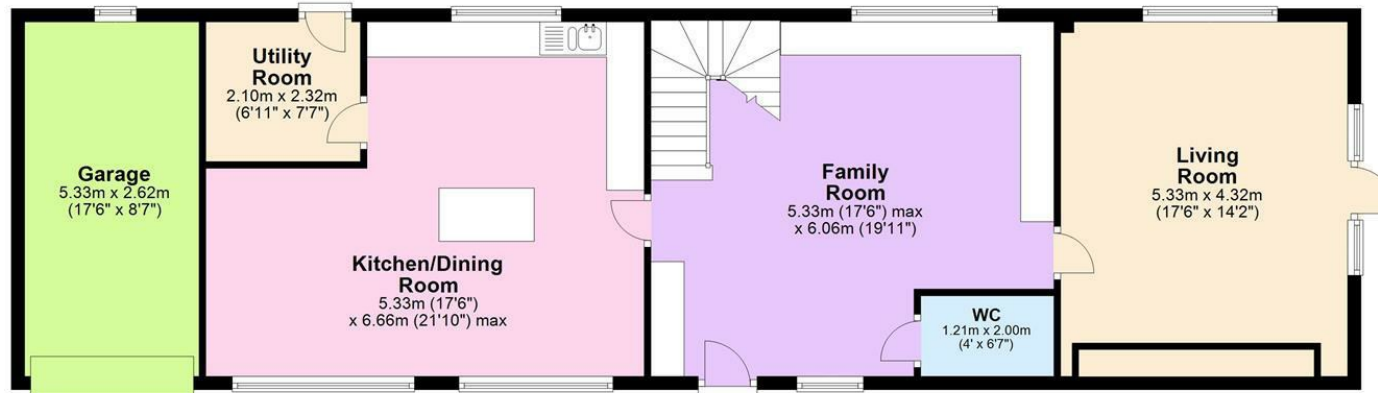 Utility
Room
2.10m x 2.32m
(6'11" x 7'7")
Garage
5.33m x 2.62m
(17'6" x 8'7")
Kitchen/Dining
Room
5.33m (17'6")
x 6.66m (21'10") max
Family
Room
5.33m (17'6") max
x 6.06m (19'11")
WC
1.21m x 2.00m
(4' x 6'7")
Living
Room
5.33m x 4.32m
(17'6" x 14'2")